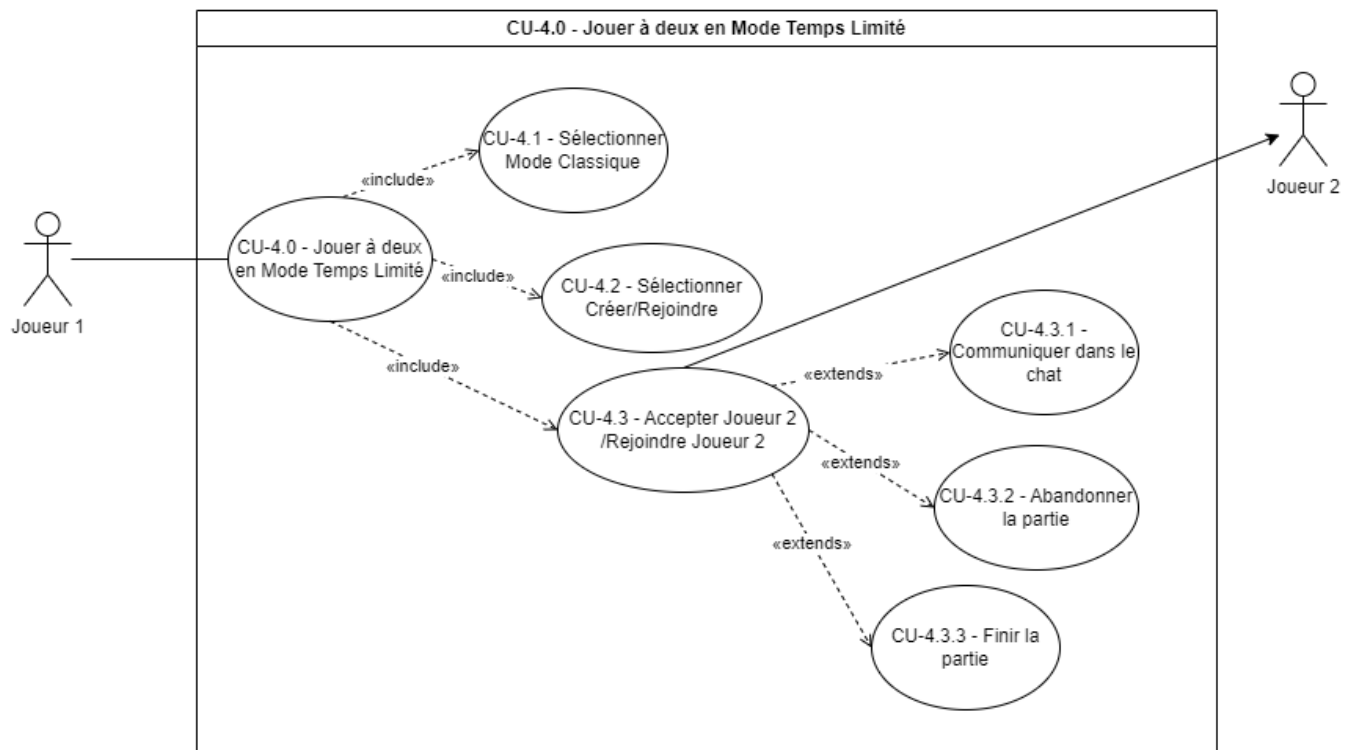 CU-4.0 - Jouer à deux en Mode Temps Limité
CU-4.1 - Sélectionner
Mode Classique
«include»
Joueur 2
CU-4.0 - Jouer à deux
en Mode Temps Limité
«include»
CU-4.2 - Sélectionner
Créer/Rejoindre
Joueur 1
«include»
CU-4.3.1 -
Communiquer dans le
chat
«extends»
CU-4.3 - Accepter Joueur 2
/Rejoindre Joueur 2
«extends»
CU-4.3.2 - Abandonner
la partie
«extends»
CU-4.3.3 - Finir la
partie